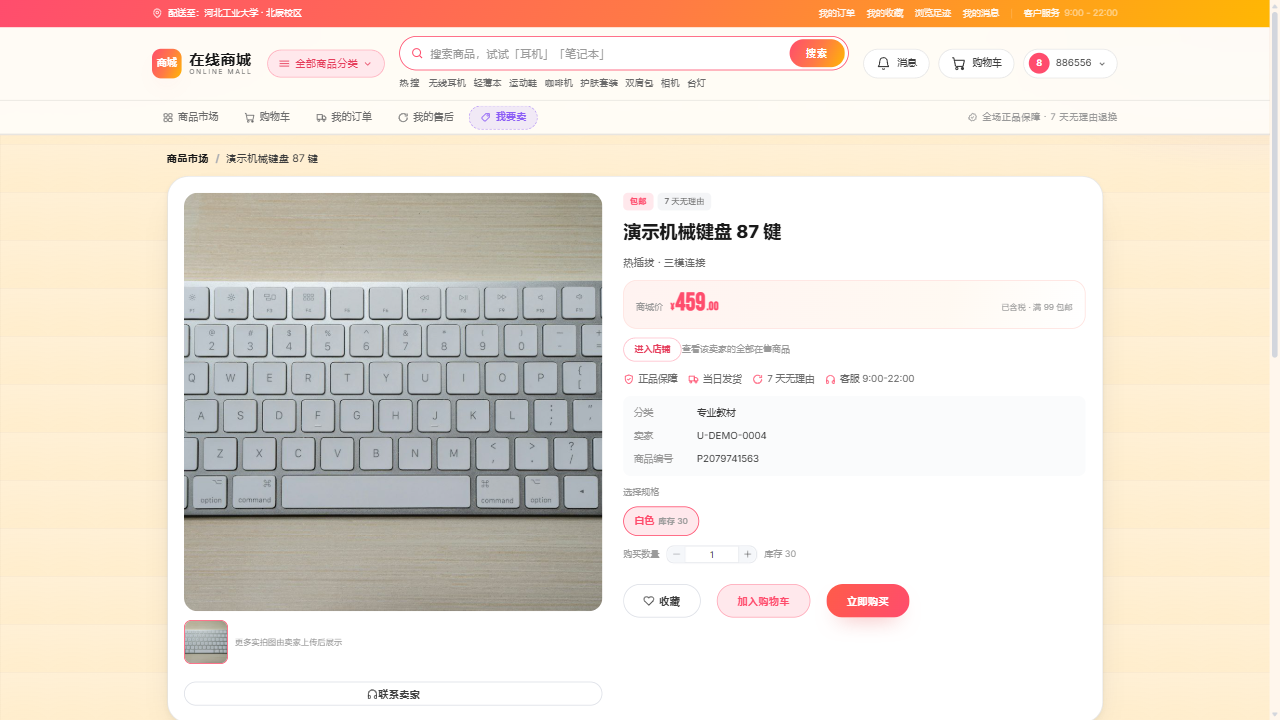 配送至：河北工业大学 · 北辰校区
我的订单 我的收藏 浏览足迹 我的消息 客户服务 9:00 - 22:00
商城 在线商城
ONLINE MALL
全部商品分类
搜索商品，试试「耳机」「笔记本」
搜索
消息
购物车
8 886556
热搜 无线耳机 轻薄本 运动鞋 咖啡机 护肤套装 双肩包 相机 台灯
商品市场 购物车 我的订单 我的售后 我要卖
全场正品保障 · 7 天无理由退换
商品市场 / 演示机械键盘 87 键
包邮 7 天无理由
演示机械键盘 87 键
热插拔 · 三模连接
商城价 ¥459.00
已含税 · 满 99 包邮
进入店铺 查看该卖家的全部在售商品
正品保障 当日发货 7 天无理由 客服 9:00-22:00
分类 专业教材
卖家 U-DEMO-0004
商品编号 P2079741563
选择规格
白色 库存 30
购买数量 − 1 + 库存 30
收藏 加入购物车 立即购买
@ # $ % ^ & * ( )
2 3 4 5 6 7 8 9 0
Q W E R T Y U I O P { [
A S D F G H J K L : ; "
Z X C V B N M < , > . ? /
option command command option
更多实拍图由卖家上传后展示
联系卖家